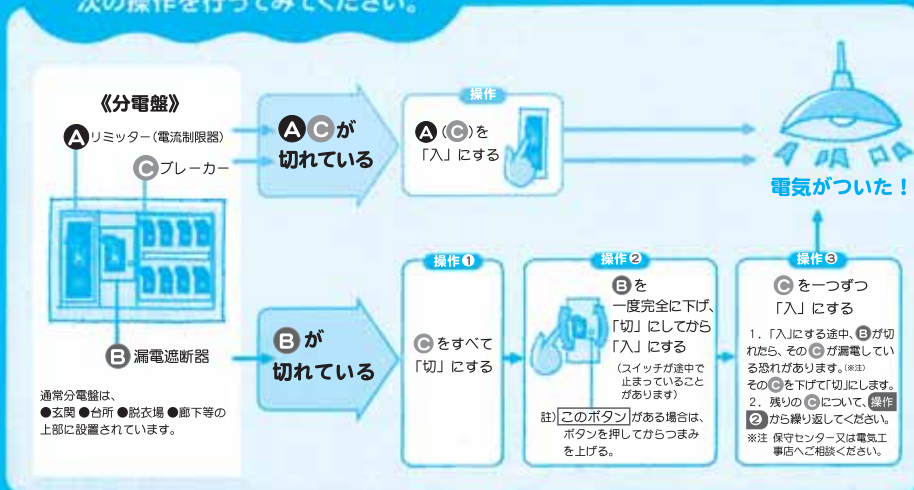 次の操作を行ってみてください。
《分電盤》
Aリミッター(電流制限器)
Cブレーカー
B漏電遮断器
通常分電盤は、
●玄関●台所●脱衣場●廊下等の
上部に設置されています。
ACが
切れている
操作
A(C)を
「入」にする
電気がついた!
Bが
切れている
操作1
Cをすべて
「切」にする
操作2
Bを
一度完全に下げ、
「切」にしてから
「入」にする
(スイッチが途中で
止まっていること
があります)
註)このボタンがある場合は、
ボタンを押してからつまみ
を上げる。
操作3
Cを一つずつ
「入」にする
1.「入」にする途中、Bが切
れたら、そのCが漏電してい
る恐れがあります。(※注)
そのCを下げて「切」にします。
2.残りのCについて、操作
2から繰り返してください。
※注 保守センター又は電気工
事店へご相談ください。